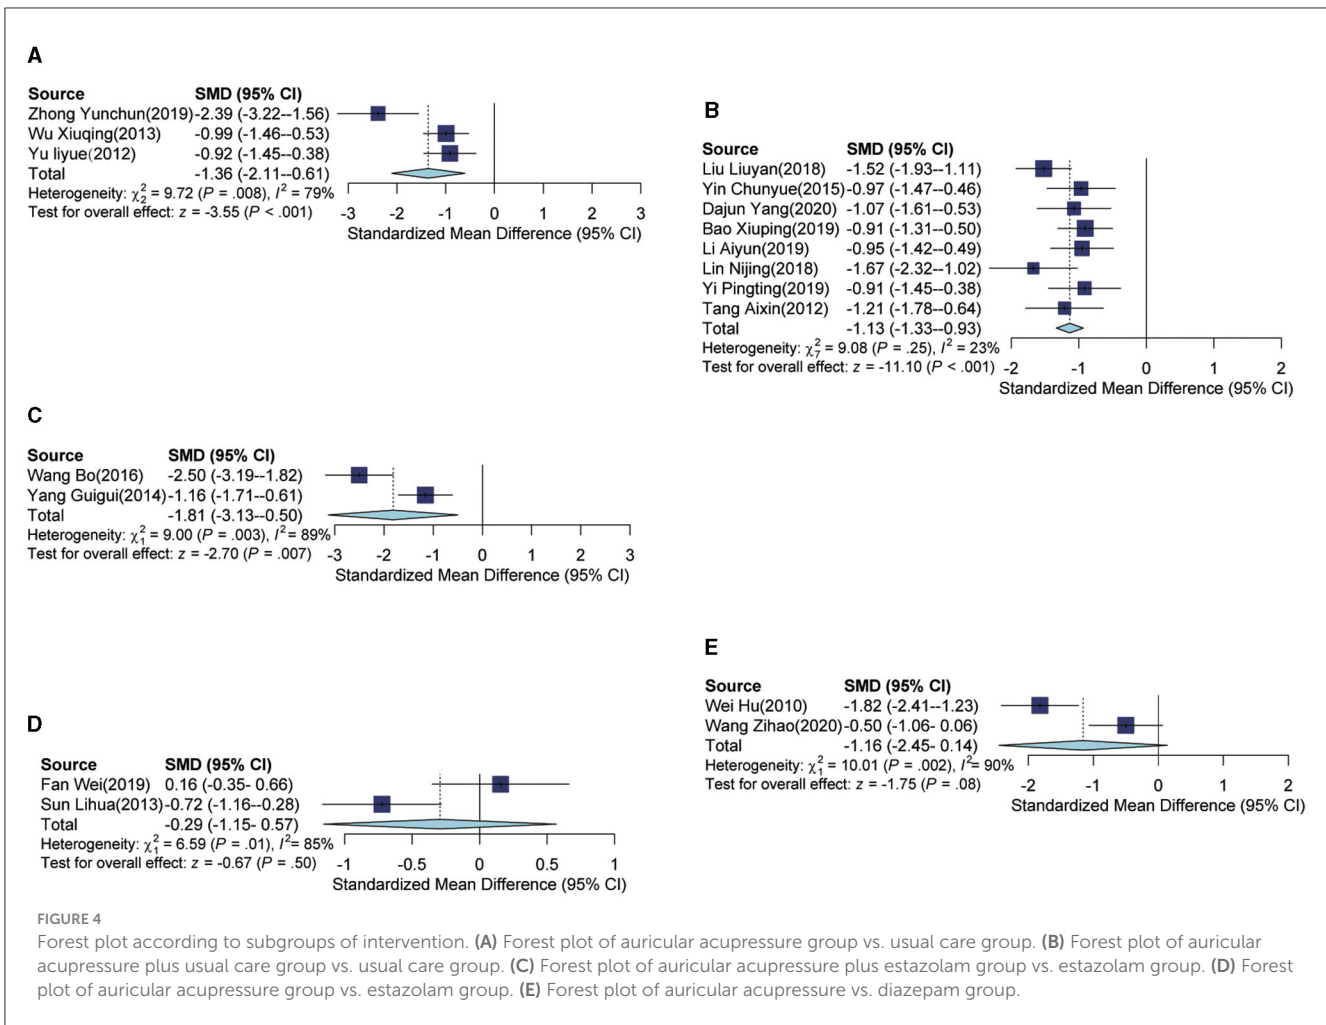 A
Source SMD (95% CI)
Zhong Yunchun(2019) -2.39 (-3.22--1.56)
Wu Xiuqing(2013) -0.99 (-1.46--0.53)
Yu liyue(2012) -0.92 (-1.45--0.38)
Total -1.36 (-2.11--0.61)
Heterogeneity: χ²₂ = 9.72 (P = .008), I² = 79%
Test for overall effect: z = -3.55 (P < .001)
-3 -2 -1 0 1 2 3
Standardized Mean Difference (95% CI)
B
Source SMD (95% CI)
Liu Liuyan(2018) -1.52 (-1.93--1.11)
Yin Chunyue(2015) -0.97 (-1.47--0.46)
Dajun Yang(2020) -1.07 (-1.61--0.53)
Bao Xiuping(2019) -0.91 (-1.31--0.50)
Li Aiyun(2019) -0.95 (-1.42--0.49)
Lin Nijing(2018) -1.67 (-2.32--1.02)
Yi Pingting(2019) -0.91 (-1.45--0.38)
Tang Aixin(2012) -1.21 (-1.78--0.64)
Total -1.13 (-1.33--0.93)
Heterogeneity: χ²₇ = 9.08 (P = .25), I² = 23%
Test for overall effect: z = -11.10 (P < .001)
-2 -1 0 1 2
Standardized Mean Difference (95% CI)
C
Source SMD (95% CI)
Wang Bo(2016) -2.50 (-3.19--1.82)
Yang Guigui(2014) -1.16 (-1.71--0.61)
Total -1.81 (-3.13--0.50)
Heterogeneity: χ²₁ = 9.00 (P = .003), I² = 89%
Test for overall effect: z = -2.70 (P = .007)
-3 -2 -1 0 1 2 3
Standardized Mean Difference (95% CI)
D
Source SMD (95% CI)
Fan Wei(2019) 0.16 (-0.35- 0.66)
Sun Lihua(2013) -0.72 (-1.16--0.28)
Total -0.29 (-1.15- 0.57)
Heterogeneity: χ²₁ = 6.59 (P = .01), I² = 85%
Test for overall effect: z = -0.67 (P = .50)
-1 -0.5 0 0.5 1
Standardized Mean Difference (95% CI)
E
Source SMD (95% CI)
Wei Hu(2010) -1.82 (-2.41--1.23)
Wang Zihao(2020) -0.50 (-1.06- 0.06)
Total -1.16 (-2.45- 0.14)
Heterogeneity: χ²₁ = 10.01 (P = .002), I² = 90%
Test for overall effect: z = -1.75 (P = .08)
-2 -1 0 1 2
Standardized Mean Difference (95% CI)
FIGURE 4
Forest plot according to subgroups of intervention. (A) Forest plot of auricular acupressure group vs. usual care group. (B) Forest plot of auricular
acupressure plus usual care group vs. usual care group. (C) Forest plot of auricular acupressure plus estazolam group vs. estazolam group. (D) Forest
plot of auricular acupressure group vs. estazolam group. (E) Forest plot of auricular acupressure vs. diazepam group.